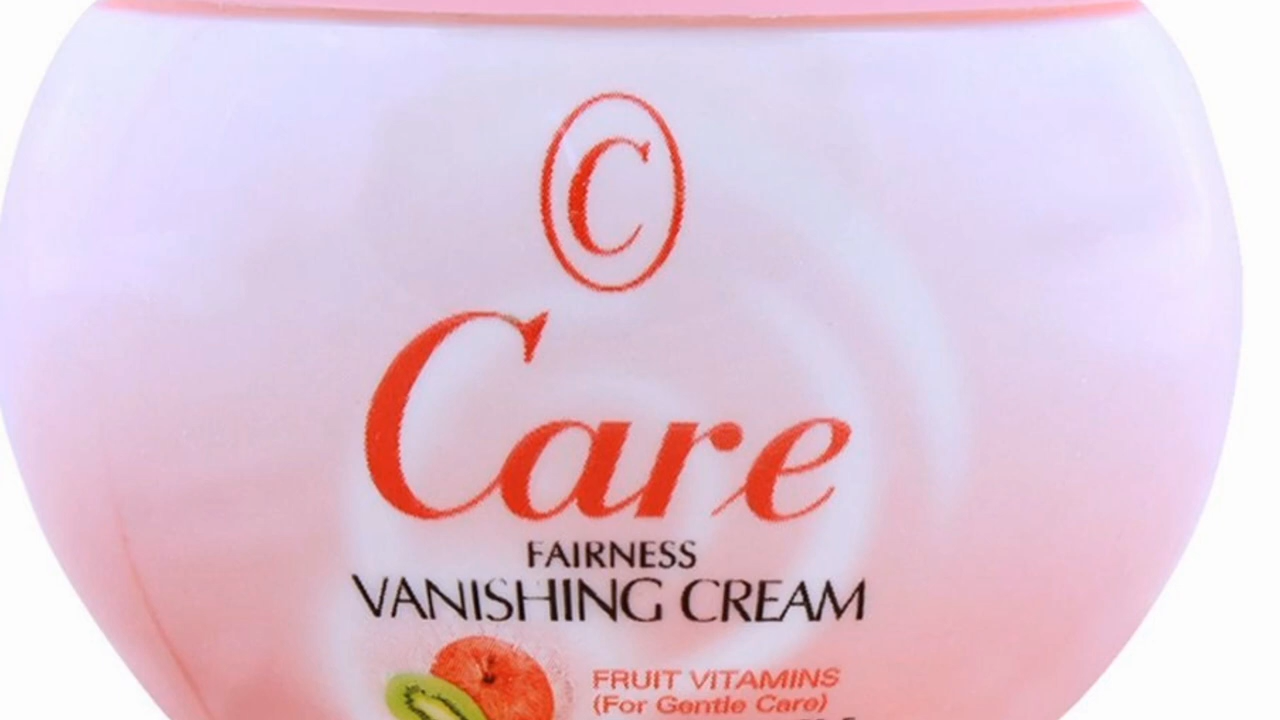 C
Care
FAIRNESS
VANISHING CREAM
FRUIT VITAMINS
(For Gentle Care)